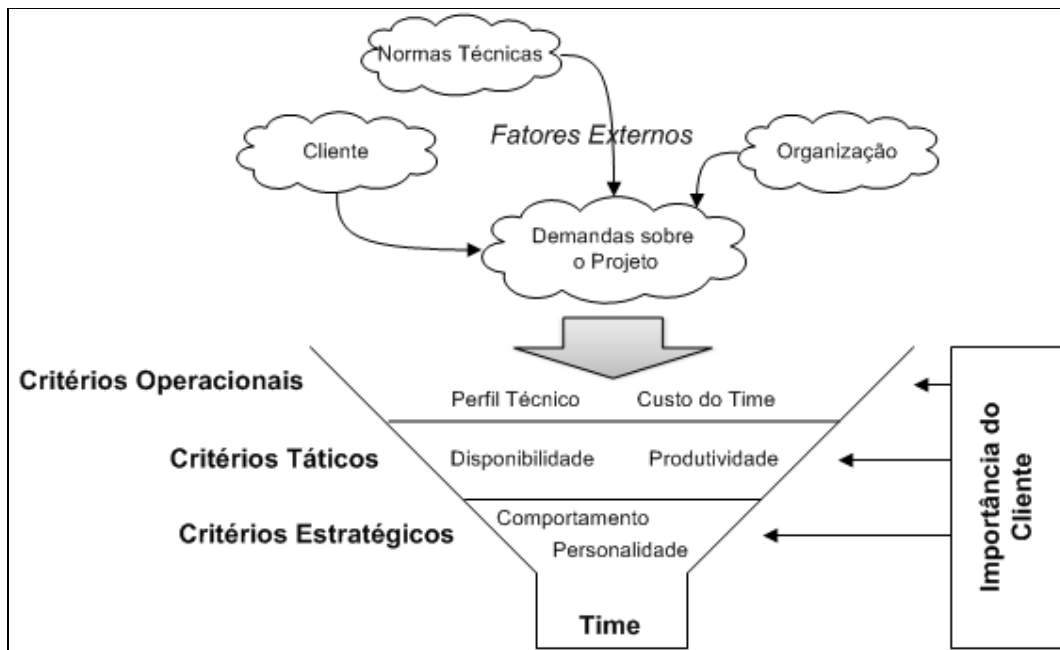 Normas Técnicas
Fatores Externos
Cliente
Organização
Demandas sobre
o Projeto
Critérios Operacionais
Perfil Técnico
Custo do Time
Critérios Táticos
Disponibilidade
Produtividade
Critérios Estratégicos
Comportamento
Personalidade
Time
Importância do
Cliente